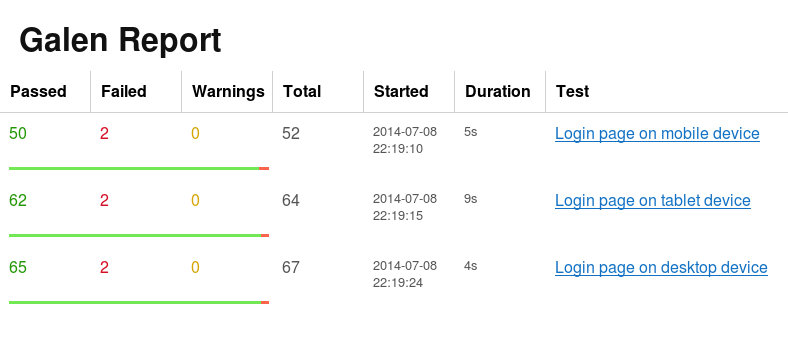 Galen Report
Passed Failed Warnings Total Started Duration Test
50 2 0 52 2014-07-08 5s Login page on mobile device
22:19:10
62 2 0 64 2014-07-08 9s Login page on tablet device
22:19:15
65 2 0 67 2014-07-08 4s Login page on desktop device
22:19:24